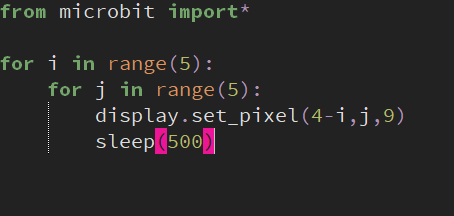 from microbit import*
for i in range(5):
    for j in range(5):
        display.set_pixel(4-i,j,9)
        sleep(500)